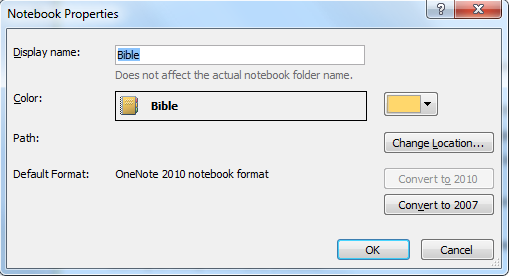 Notebook Properties
Display name: Bible
Does not affect the actual notebook folder name.
Color: Bible
Path: Change Location...
Default Format: OneNote 2010 notebook format Convert to 2010
Convert to 2007
OK Cancel